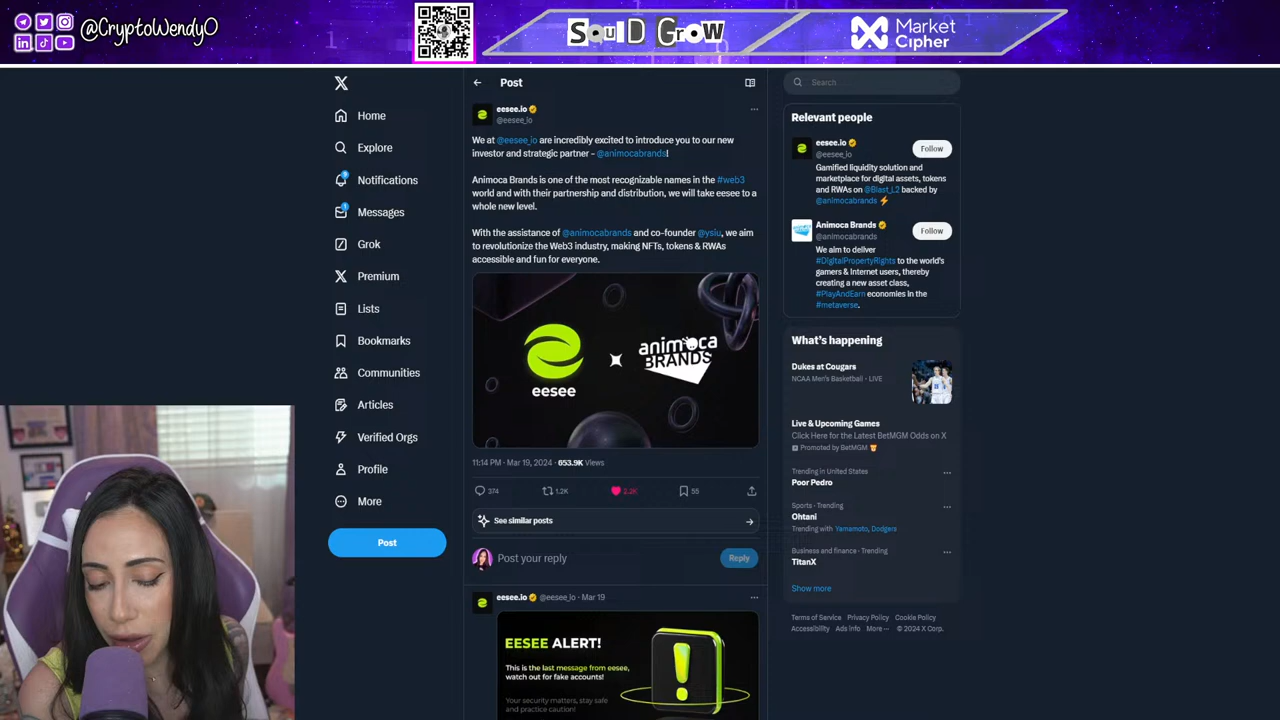 @CryptoWendyO
SquiD GroW
Market
Cipher
Home
Explore
Notifications
Messages
Grok
Premium
Lists
Bookmarks
Communities
Articles
Verified Orgs
Profile
More
Post
Post
eesee.io
@eesee_io
We at @eesee_io are incredibly excited to introduce you to our new
investor and strategic partner - @animocabrands!
Animoca Brands is one of the most recognizable names in the #web3
world and with their partnership and distribution, we will take eesee to a
whole new level.
With the assistance of @animocabrands and co-founder @ysiu, we aim
to revolutionize the Web3 industry, making NFTs, tokens & RWAs
accessible and fun for everyone.
eesee
animoca
BRANDS
11:14 PM · Mar 19, 2024 · 653.9K Views
374
1.2K
2.2K
55
See similar posts
Post your reply
Reply
eesee.io @eesee_io · Mar 19
EESEE ALERT!
This is the last message from eesee,
watch out for fake accounts!
Your security matters, stay safe
and practice caution!
Search
Relevant people
eesee.io
@eesee_io
Follow
Gamified liquidity solution and
marketplace for digital assets, tokens
and RWAs on @Blast_L2 backed by
@animocabrands ⚡
Animoca Brands
@animocabrands
Follow
We aim to deliver
#DigitalPropertyRights to the world's
gamers & Internet users, thereby
creating a new asset class,
#PlayAndEarn economies in the
#metaverse.
What's happening
Dukes at Cougars
NCAA Men's Basketball · LIVE
Live & Upcoming Games
Click Here for the Latest BetMGM Odds on X
Promoted by BetMGM
Trending in United States
Poor Pedro
Sports · Trending
Ohtani
Trending with Yamamoto, Dodgers
Business and finance · Trending
TitanX
Show more
Terms of Service Privacy Policy Cookie Policy
Accessibility Ads info More ··· © 2024 X Corp.